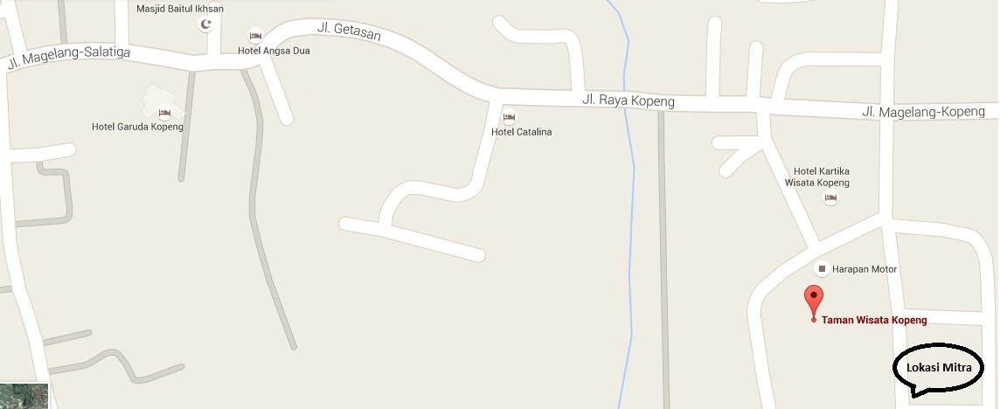 Masjid Baitul Ikhsan
Jl. Getasan
Hotel Angsa Dua
Jl. Magelang-Salatiga
Jl. Raya Kopeng
Jl. Magelang-Kopeng
Hotel Garuda Kopeng
Hotel Catalina
Hotel Kartika
Wisata Kopeng
Harapan Motor
Taman Wisata Kopeng
Lokasi Mitra